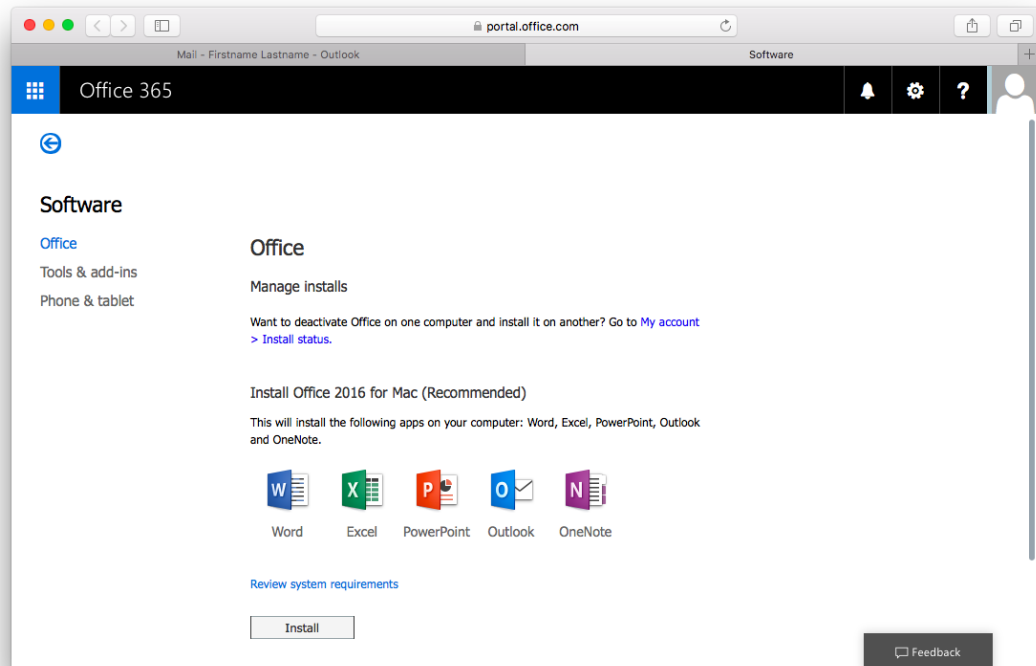 portal.office.com
Mail - Firstname Lastname - Outlook
Software
Office 365
?
Software
Office
Tools & add-ins
Phone & tablet
Office
Manage installs
Want to deactivate Office on one computer and install it on another? Go to My account
> Install status.
Install Office 2016 for Mac (Recommended)
This will install the following apps on your computer: Word, Excel, PowerPoint, Outlook
and OneNote.
W X P O N
Word Excel PowerPoint Outlook OneNote
Review system requirements
Install
Feedback